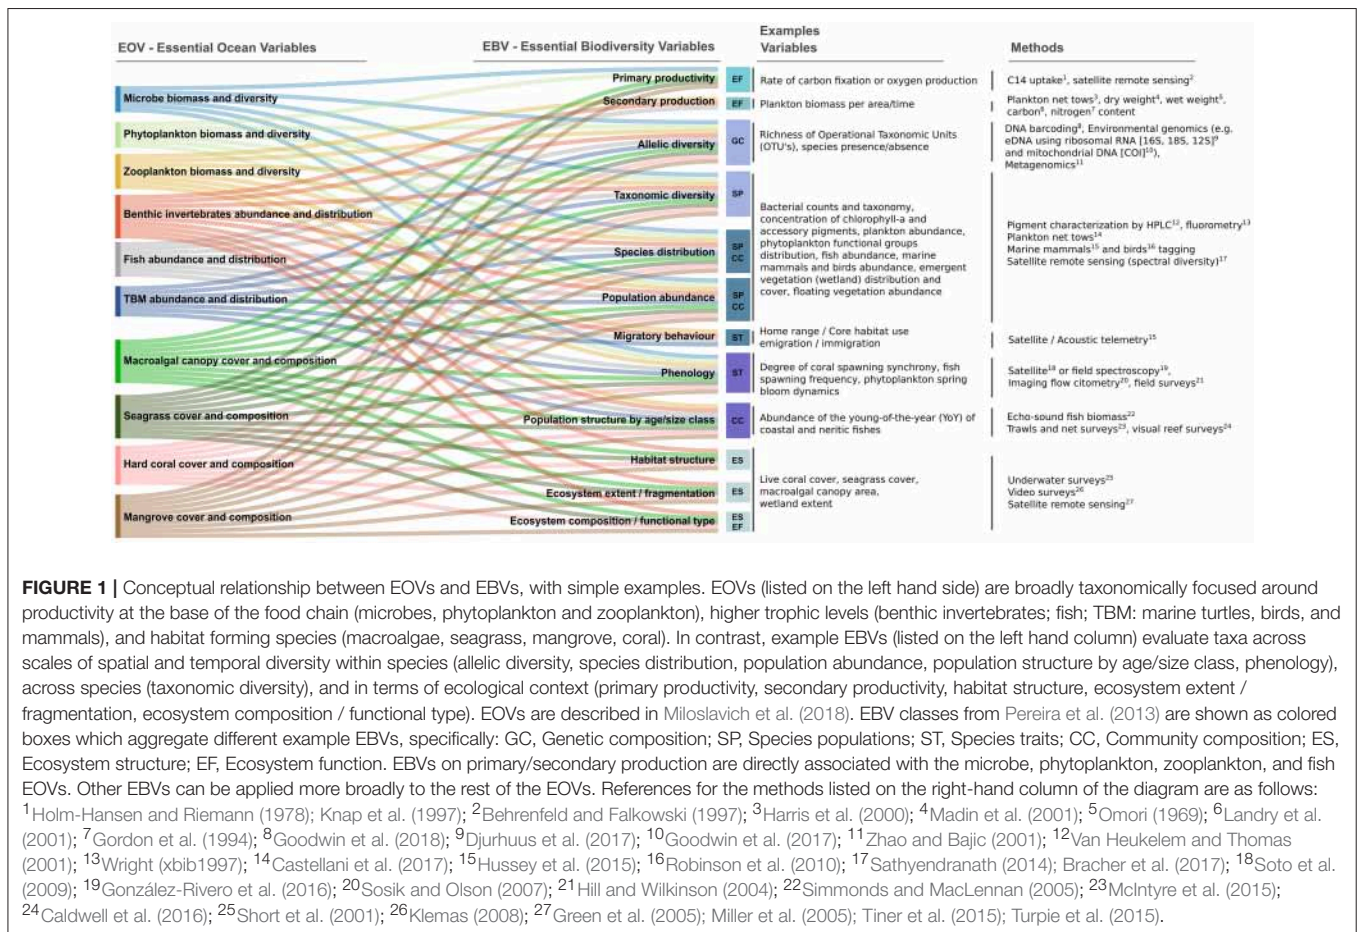 EOV - Essential Ocean Variables
EBV - Essential Biodiversity Variables
Examples
Variables
Methods
Microbe biomass and diversity
Phytoplankton biomass and diversity
Zooplankton biomass and diversity
Benthic invertebrates abundance and distribution
Fish abundance and distribution
TBM abundance and distribution
Macroalgal canopy cover and composition
Seagrass cover and composition
Hard coral cover and composition
Mangrove cover and composition
Primary productivity
EF
Rate of carbon fixation or oxygen production
C14 uptake¹, satellite remote sensing²
Secondary production
EF
Plankton biomass per area/time
Plankton net tows³, dry weight⁴, wet weight⁵,
carbon⁶, nitrogen⁷ content
Allelic diversity
GC
Richness of Operational Taxonomic Units
(OTU's), species presence/absence
DNA barcoding⁸, Environmental genomics (e.g.
eDNA using ribosomal RNA [16S, 18S, 12S]⁹
and mitochondrial DNA [COI]¹⁰),
Metagenomics¹¹
Taxonomic diversity
SP
Species distribution
SP
CC
Population abundance
SP
CC
Bacterial counts and taxonomy,
concentration of chlorophyll-a and
accessory pigments, plankton abundance,
phytoplankton functional groups
distribution, fish abundance, marine
mammals and birds abundance, emergent
vegetation (wetland) distribution and
cover, floating vegetation abundance
Pigment characterization by HPLC¹², fluorometry¹³
Plankton net tows¹⁴
Marine mammals¹⁵ and birds¹⁶ tagging
Satellite remote sensing (spectral diversity)¹⁷
Migratory behaviour
ST
Home range / Core habitat use
emigration / immigration
Satellite / Acoustic telemetry¹⁵
Phenology
ST
Degree of coral spawning synchrony, fish
spawning frequency, phytoplankton spring
bloom dynamics
Satellite¹⁸ or field spectroscopy¹⁹,
Imaging flow citometry²⁰, field surveys²¹
Population structure by age/size class
CC
Abundance of the young-of-the-year (YoY) of
coastal and neritic fishes
Echo-sound fish biomass²²
Trawls and net surveys²³, visual reef surveys²⁴
Habitat structure
ES
Ecosystem extent / fragmentation
ES
Ecosystem composition / functional type
ES
EF
Live coral cover, seagrass cover,
macroalgal canopy area,
wetland extent
Underwater surveys²⁵
Video surveys²⁶
Satellite remote sensing²⁷
FIGURE 1 | Conceptual relationship between EOVs and EBVs, with simple examples. EOVs (listed on the left hand side) are broadly taxonomically focused around
productivity at the base of the food chain (microbes, phytoplankton and zooplankton), higher trophic levels (benthic invertebrates; fish; TBM: marine turtles, birds, and
mammals), and habitat forming species (macroalgae, seagrass, mangrove, coral). In contrast, example EBVs (listed on the left hand column) evaluate taxa across
scales of spatial and temporal diversity within species (allelic diversity, species distribution, population abundance, population structure by age/size class, phenology),
across species (taxonomic diversity), and in terms of ecological context (primary productivity, secondary productivity, habitat structure, ecosystem extent /
fragmentation, ecosystem composition / functional type). EOVs are described in Miloslavich et al. (2018). EBV classes from Pereira et al. (2013) are shown as colored
boxes which aggregate different example EBVs, specifically: GC, Genetic composition; SP, Species populations; ST, Species traits; CC, Community composition; ES,
Ecosystem structure; EF, Ecosystem function. EBVs on primary/secondary production are directly associated with the microbe, phytoplankton, zooplankton, and fish
EOVs. Other EBVs can be applied more broadly to the rest of the EOVs. References for the methods listed on the right-hand column of the diagram are as follows:
¹Holm-Hansen and Riemann (1978); Knap et al. (1997); ²Behrenfeld and Falkowski (1997); ³Harris et al. (2000); ⁴Madin et al. (2001); ⁵Omori (1969); ⁶Landry et al.
(2001); ⁷Gordon et al. (1994); ⁸Goodwin et al. (2018); ⁹Djurhuus et al. (2017); ¹⁰Goodwin et al. (2017); ¹¹Zhao and Bajic (2001); ¹²Van Heukelem and Thomas
(2001); ¹³Wright (xbib1997); ¹⁴Castellani et al. (2017); ¹⁵Hussey et al. (2015); ¹⁶Robinson et al. (2010); ¹⁷Sathyendranath (2014); Bracher et al. (2017); ¹⁸Soto et al.
(2009); ¹⁹González-Rivero et al. (2016); ²⁰Sosik and Olson (2007); ²¹Hill and Wilkinson (2004); ²²Simmonds and MacLennan (2005); ²³McIntyre et al. (2015);
²⁴Caldwell et al. (2016); ²⁵Short et al. (2001); ²⁶Klemas (2008); ²⁷Green et al. (2005); Miller et al. (2005); Tiner et al. (2015); Turpie et al. (2015).